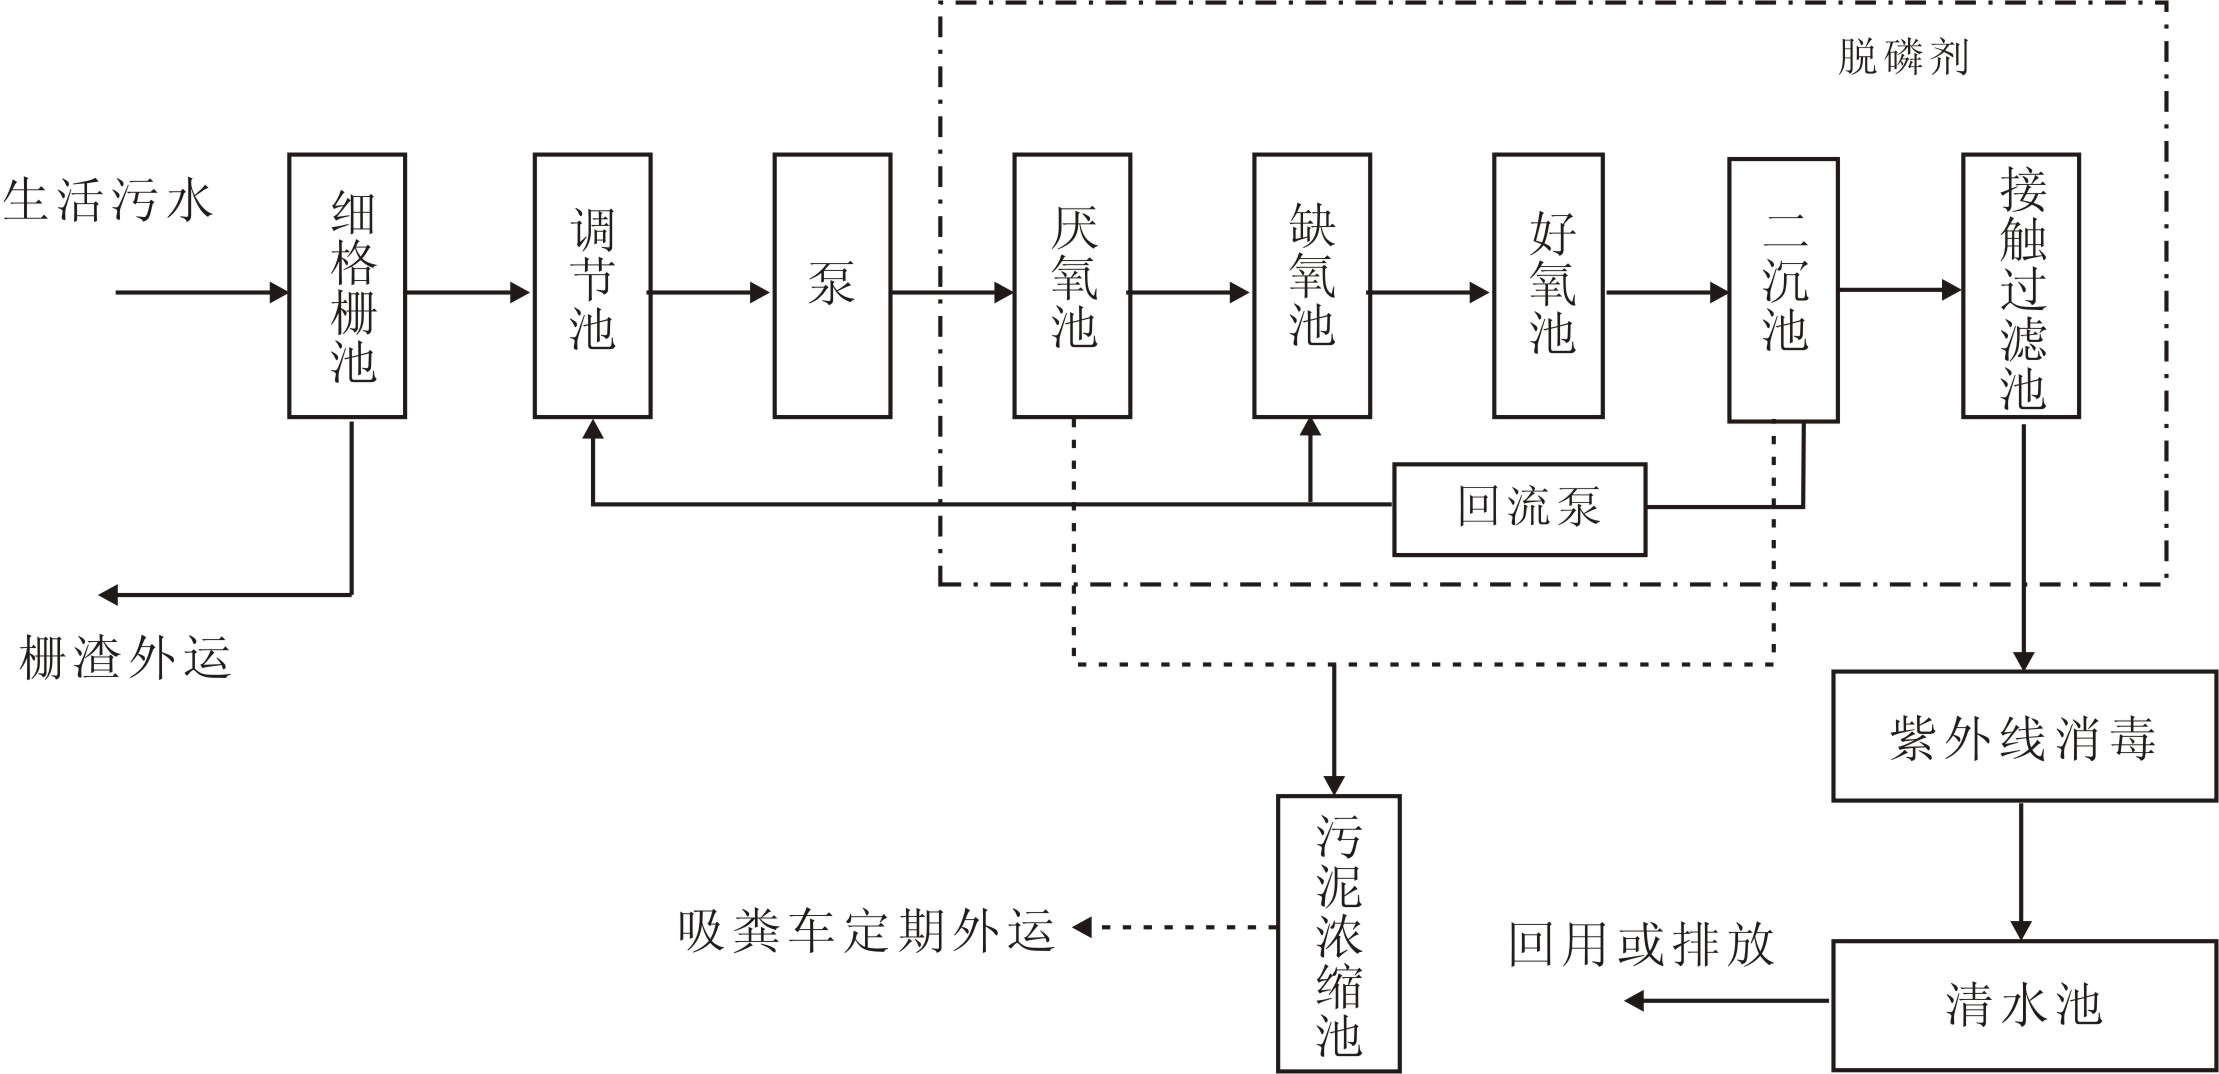 脱磷剂
生活污水
细格栅池
调节池
泵
厌氧池
缺氧池
好氧池
二沉池
接触过滤池
回流泵
栅渣外运
紫外线消毒
污泥浓缩池
吸粪车定期外运
回用或排放
清水池